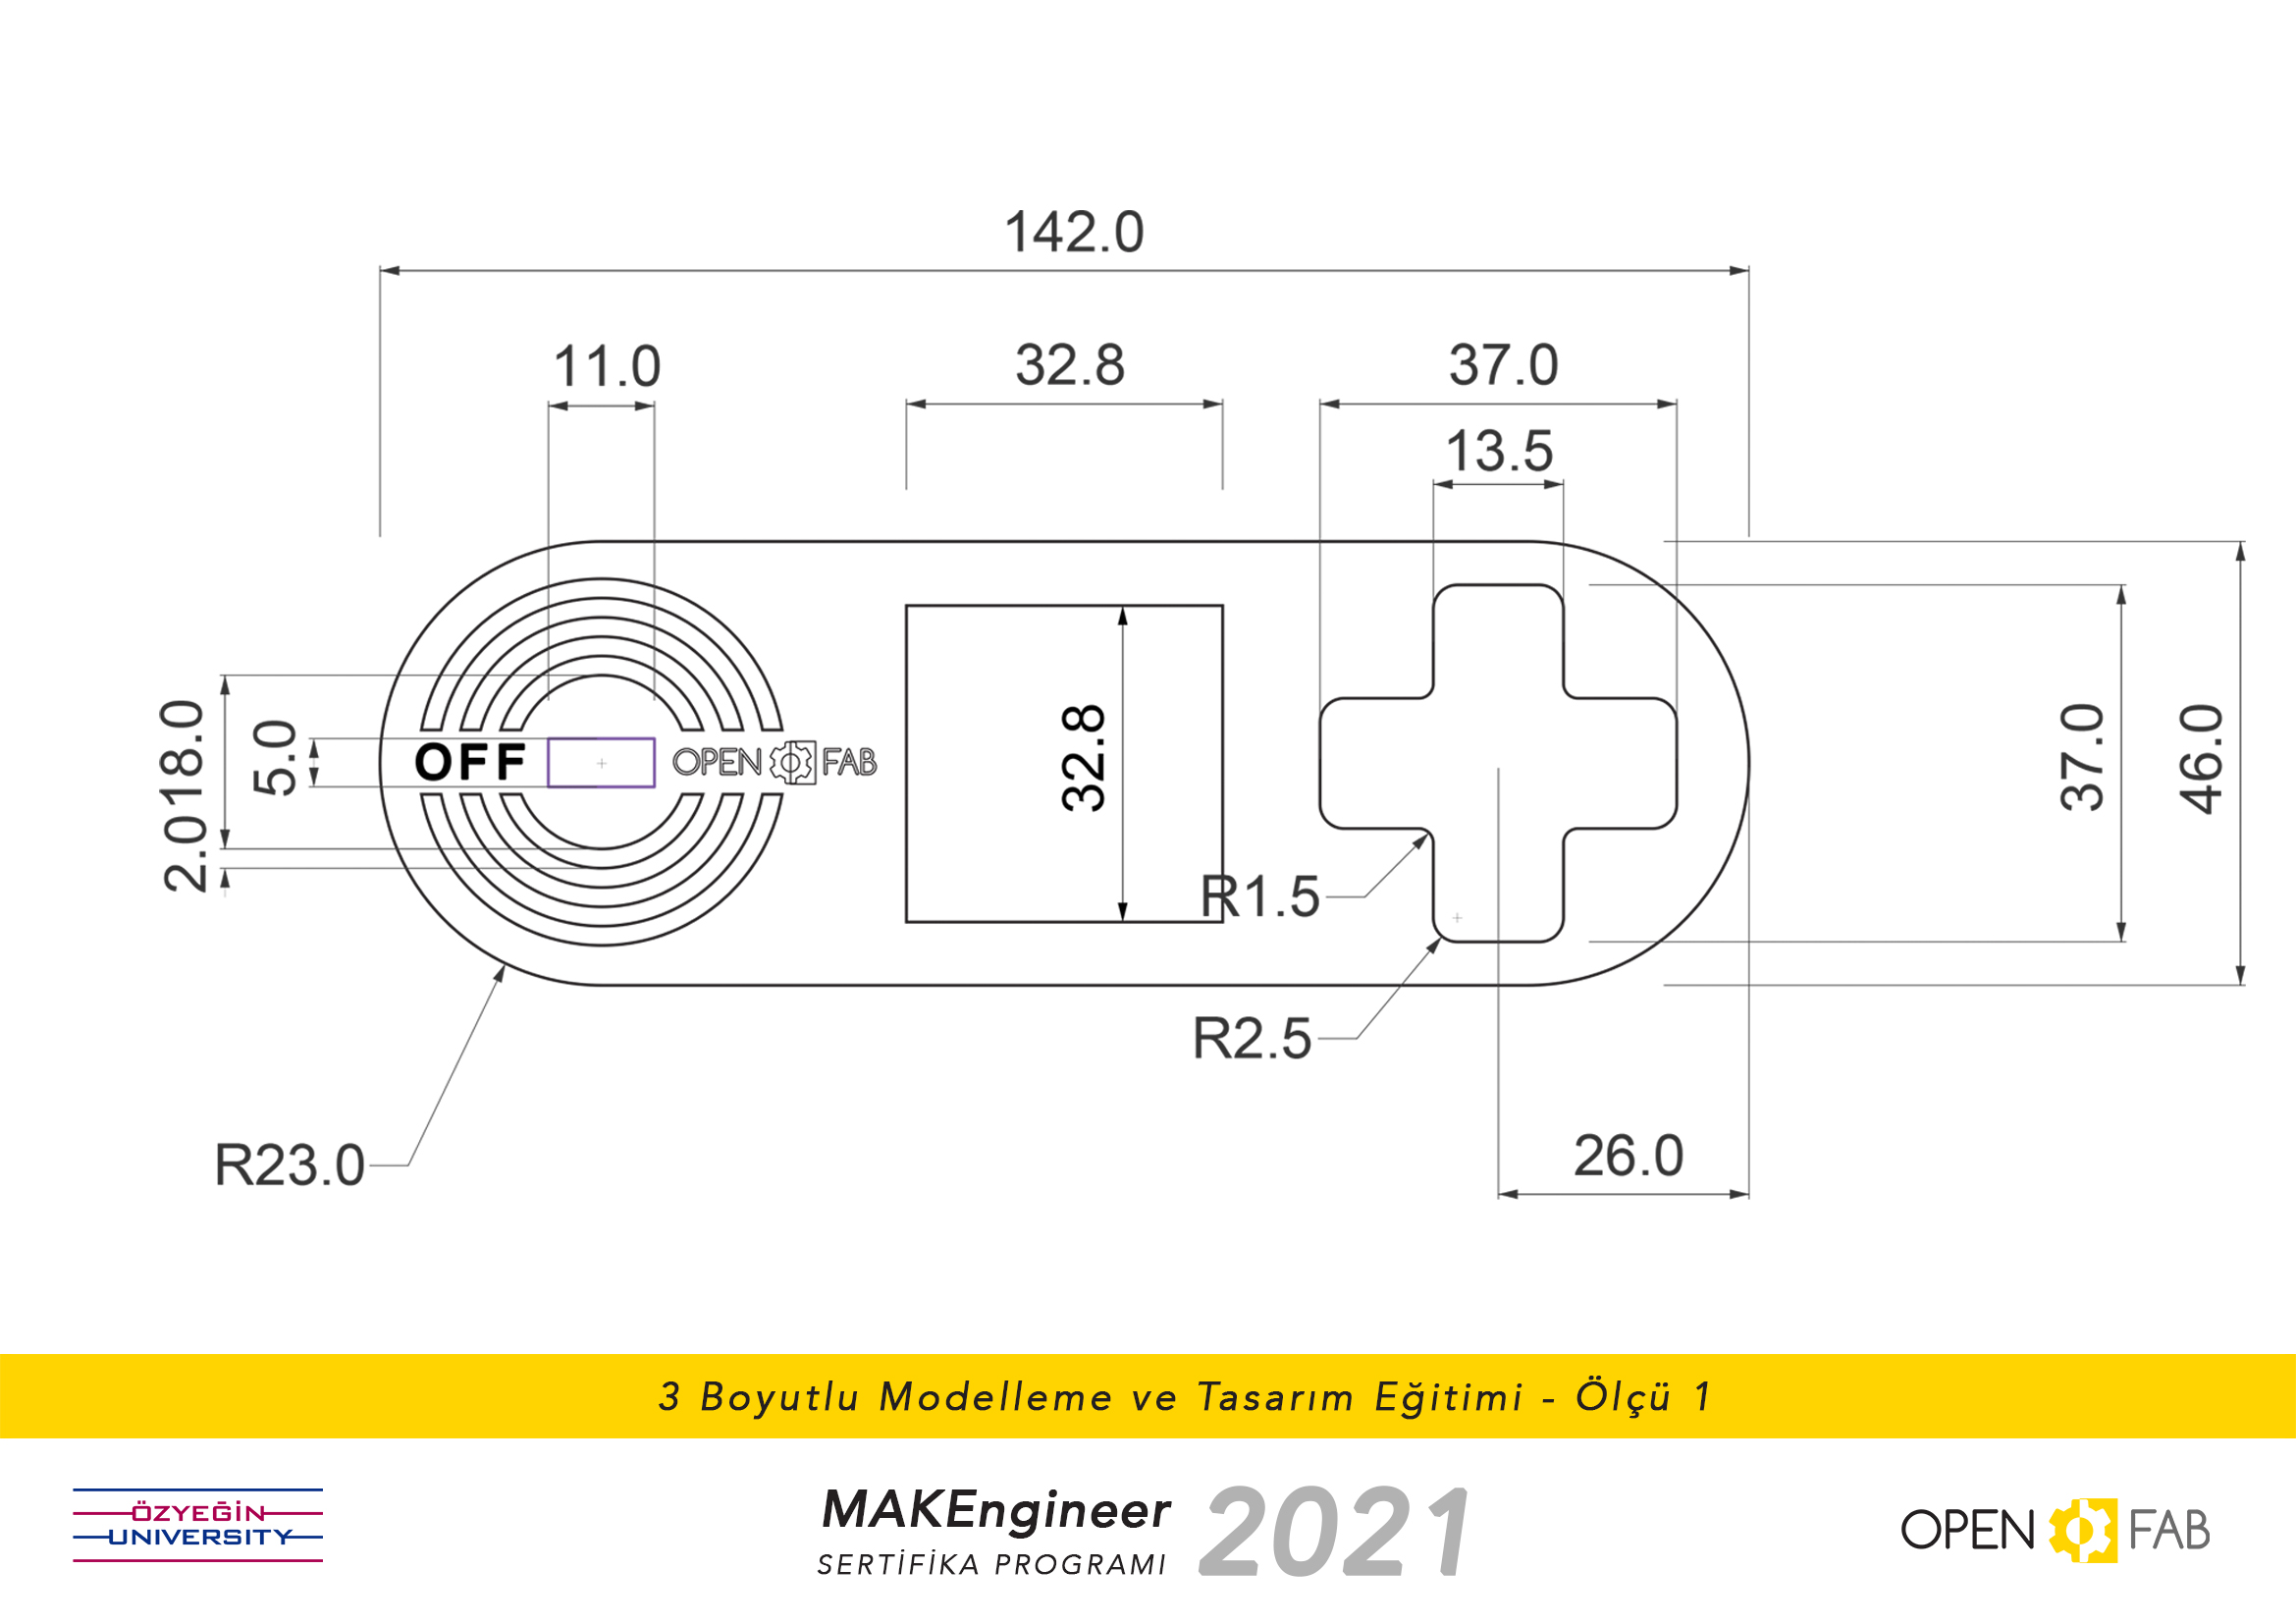 142.0
11.0
32.8
37.0
13.5
18.0
5.0
2.0
OFF
OPEN FAB
32.8
37.0
46.0
R1.5
R2.5
R23.0
26.0
3 Boyutlu Modelleme ve Tasarım Eğitimi - Ölçü 1
ÖZYEĞİN
UNIVERSITY
MAKEngineer 2021
SERTİFİKA PROGRAMI
OPEN FAB